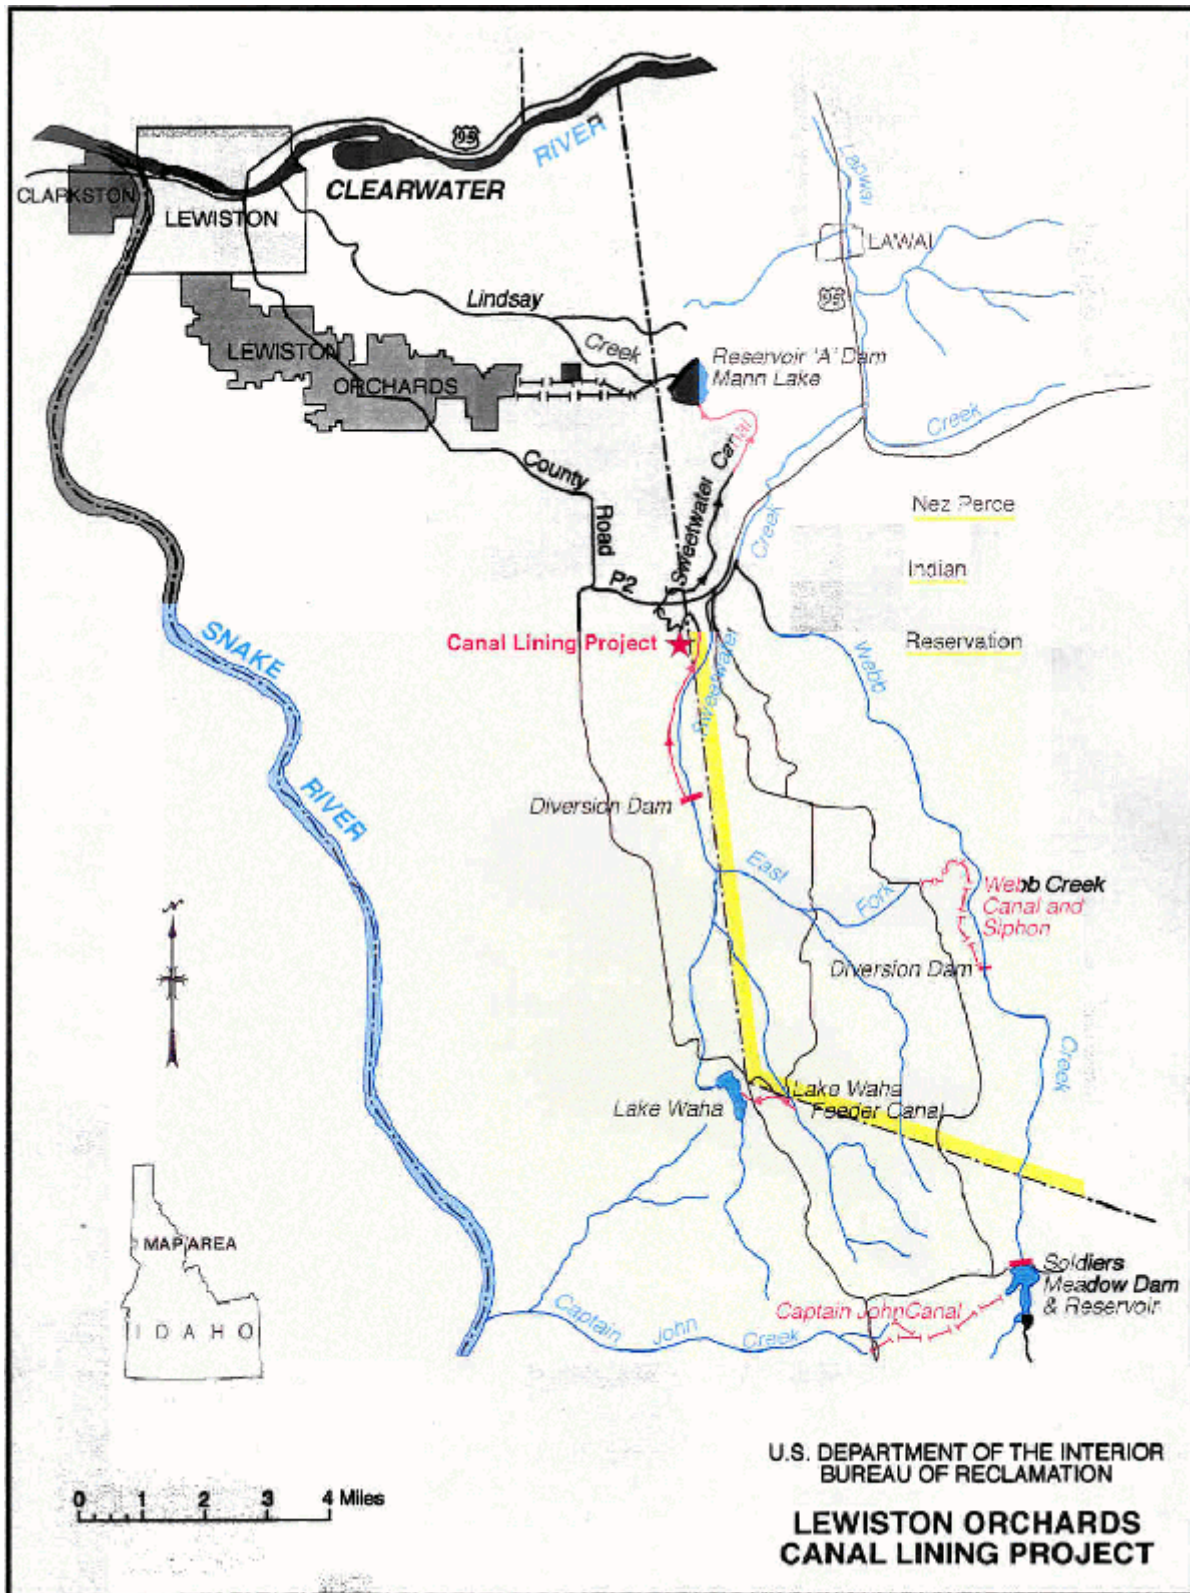 95
RIVER
CLEARWATER
CLARKSTON
LEWISTON
Lapwai
LAWAI
95
Lindsay
Creek
LEWISTON
ORCHARDS
Reservoir 'A' Dam
Mann Lake
Creek
County
Road
P2
Sweetwater Canal
Creek
Nez Perce
Indian
Reservation
Canal Lining Project
Sweetwater
Webb
SNAKE
RIVER
Diversion Dam
East
Fork
Webb Creek
Canal and
Siphon
Diversion Dam
Creek
N
Lake Waha
Lake Waha
Feeder Canal
MAP AREA
IDAHO
Soldiers
Meadow Dam
& Reservoir
Captain John Canal
Captain John Creek
U.S. DEPARTMENT OF THE INTERIOR
BUREAU OF RECLAMATION
0 1 2 3 4 Miles
LEWISTON ORCHARDS
CANAL LINING PROJECT